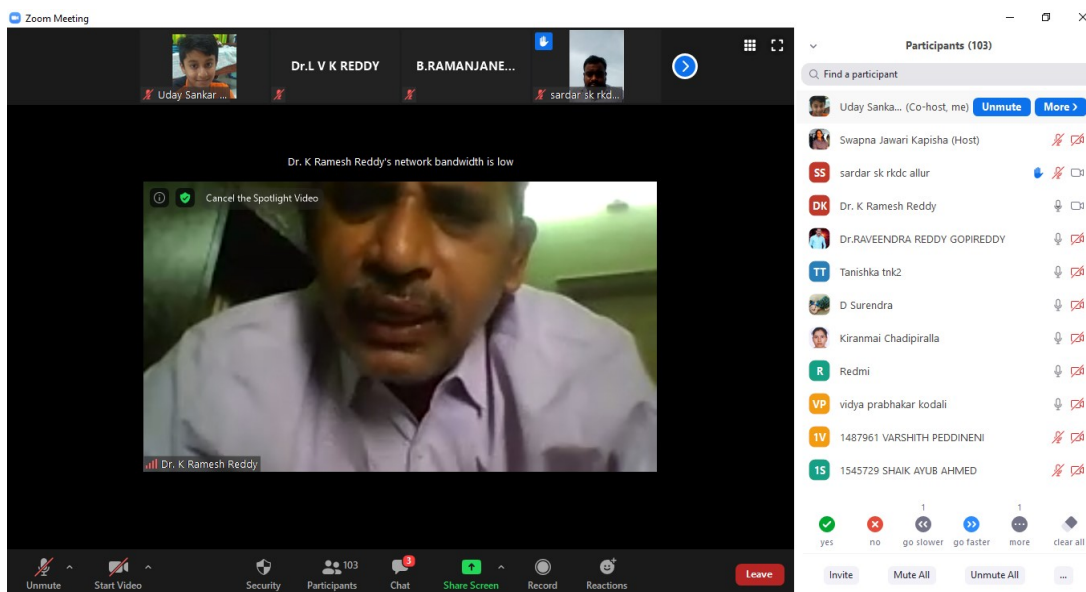 Zoom Meeting
Uday Sankar ...
Dr.L V K REDDY
B.RAMANJANE...
sardar sk rkd...
Dr. K Ramesh Reddy's network bandwidth is low
Cancel the Spotlight Video
Dr. K Ramesh Reddy
Unmute
Start Video
Security
103
Participants
3
Chat
Share Screen
Record
Reactions
Leave
Participants (103)
Find a participant
Uday Sanka... (Co-host, me) Unmute More >
Swapna Jawari Kapisha (Host)
SS sardar sk rkdc allur
DK Dr. K Ramesh Reddy
Dr.RAVEENDRA REDDY GOPIREDDY
TT Tanishka tnk2
D Surendra
Kiranmai Chadipiralla
R Redmi
VP vidya prabhakar kodali
1V 1487961 VARSHITH PEDDINENI
1S 1545729 SHAIK AYUB AHMED
1 1
yes no go slower go faster more clear all
Invite Mute All Unmute All ...